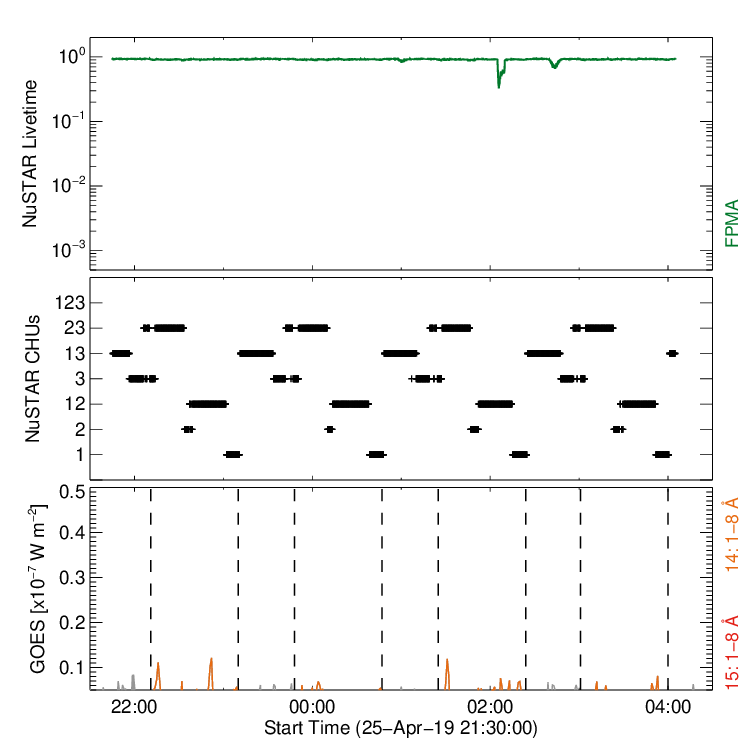 NuSTAR Livetime
10⁰
10⁻¹
10⁻²
10⁻³
FPMA
NuSTAR CHUs
123
23
13
3
12
2
1
GOES [x10⁻⁷ W m⁻²]
0.5
0.4
0.3
0.2
0.1
14: 1−8 Å
15: 1−8 Å
22:00 00:00 02:00 04:00
Start Time (25−Apr−19 21:30:00)